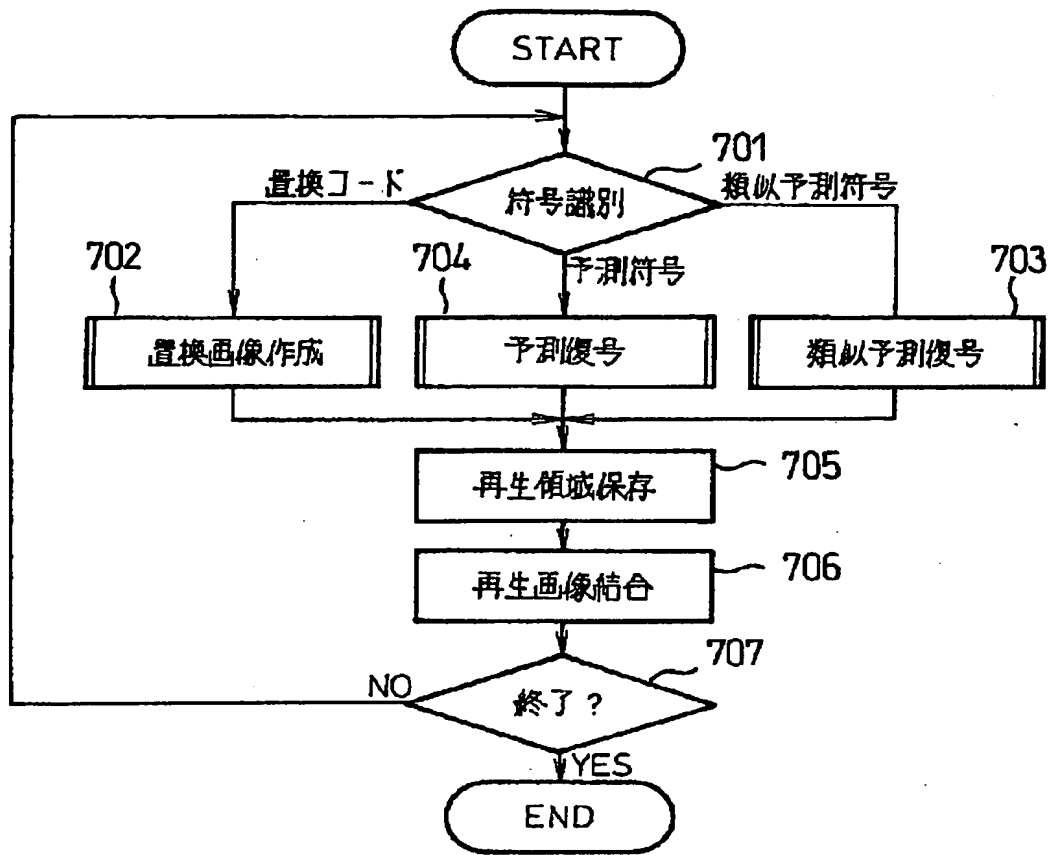 START
701
置換コード
符号識別
類似予測符号
702
704
予測符号
703
置換画像作成
予測復号
類似予測復号
再生領域保存
705
再生画像結合
706
707
NO
終了?
YES
END